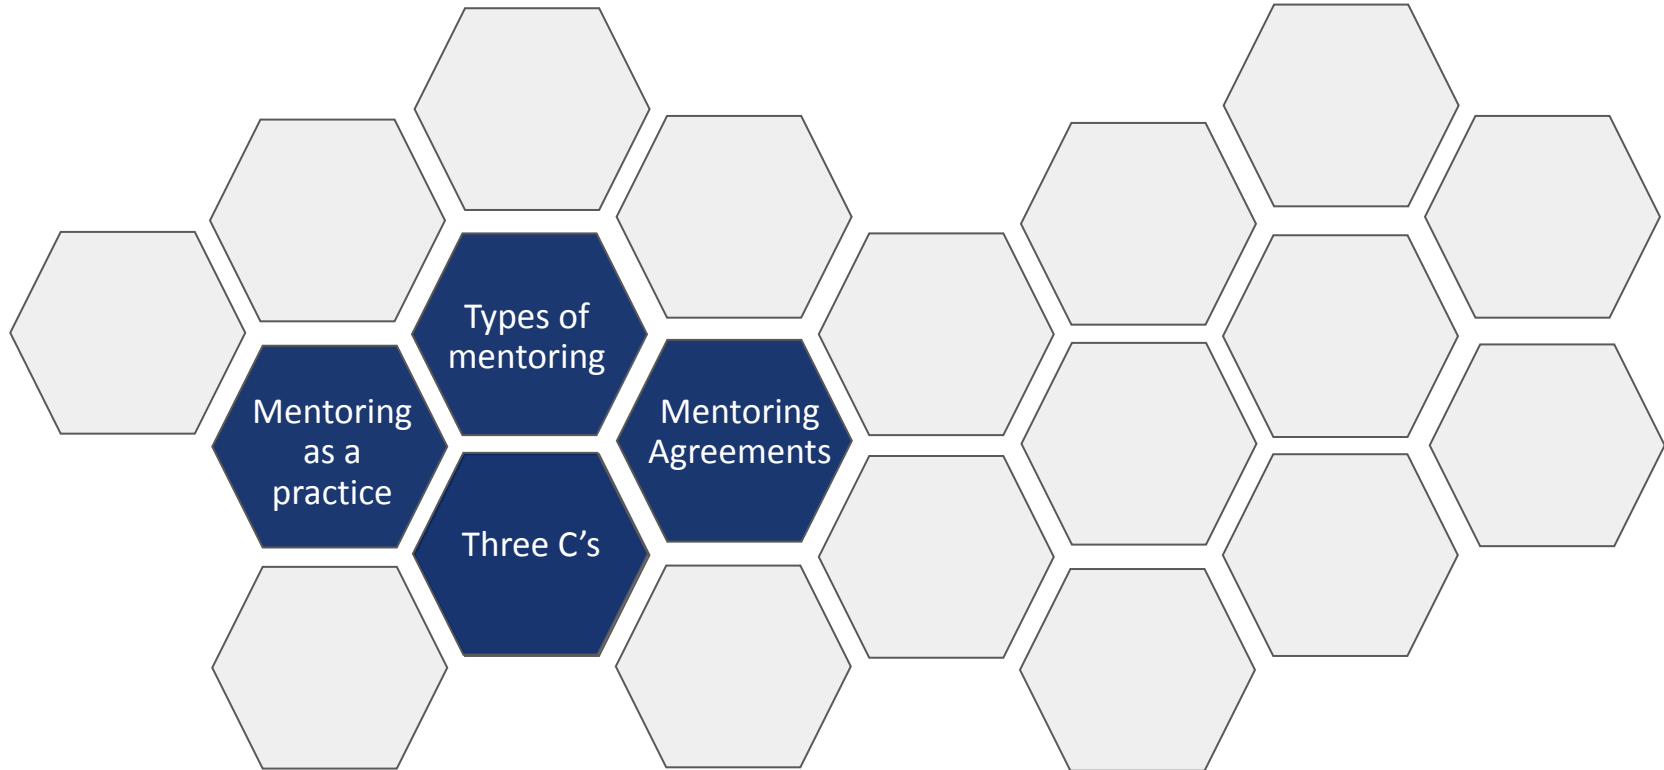 Types of
mentoring
Mentoring
as a
practice
Mentoring
Agreements
Three C’s